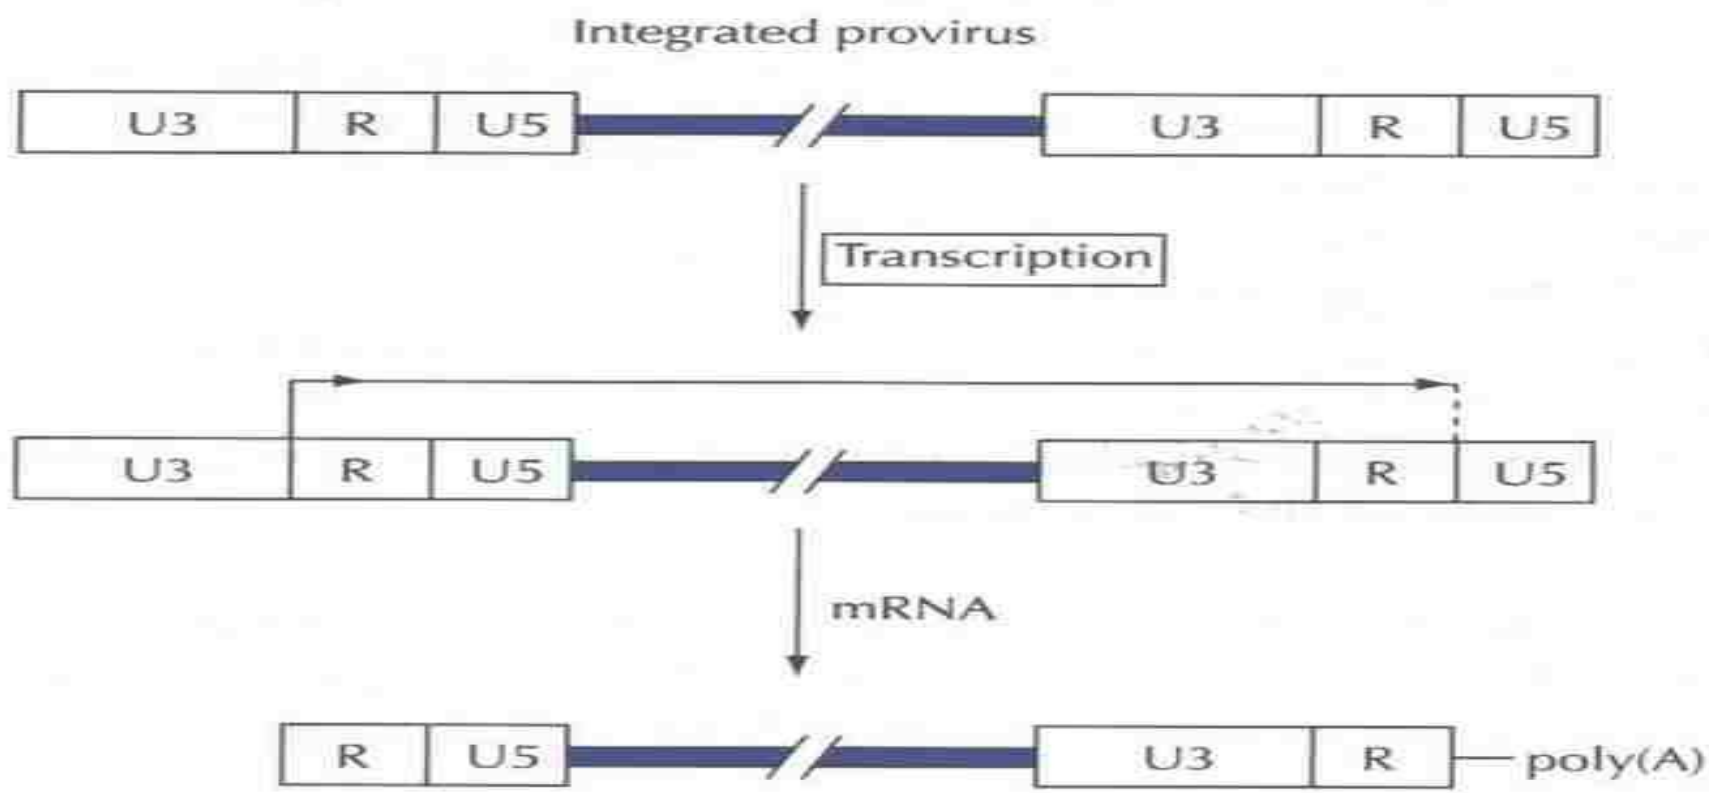 Integrated provirus
U3 R U5 U3 R U5
Transcription
U3 R U5 U3 R U5
mRNA
R U5 U3 R poly(A)